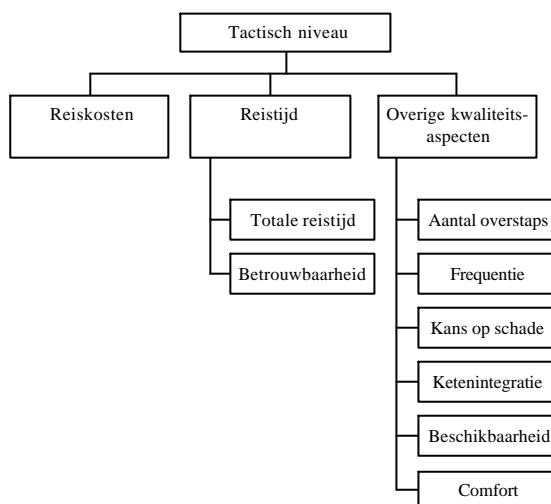 Tactisch niveau
Reiskosten
Reistijd
Overige kwaliteits-
aspecten
Totale reistijd
Betrouwbaarheid
Aantal overstaps
Frequentie
Kans op schade
Ketenintegratie
Beschikbaarheid
Comfort